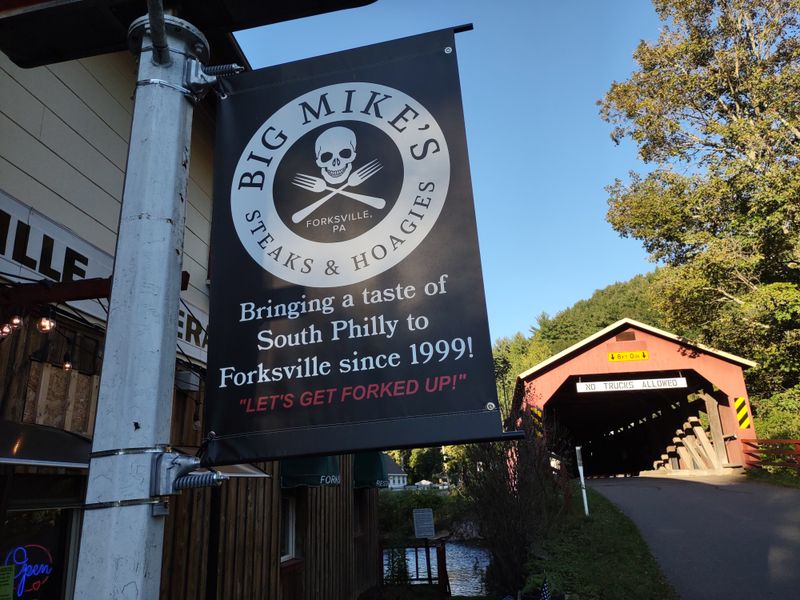 BIG MIKE'S
FORKSVILLE,
PA
STEAKS & HOAGIES
Bringing a taste of
South Philly to
Forksville since 1999!
"LET'S GET FORKED UP!"
NO TRUCKS ALLOWED
Open